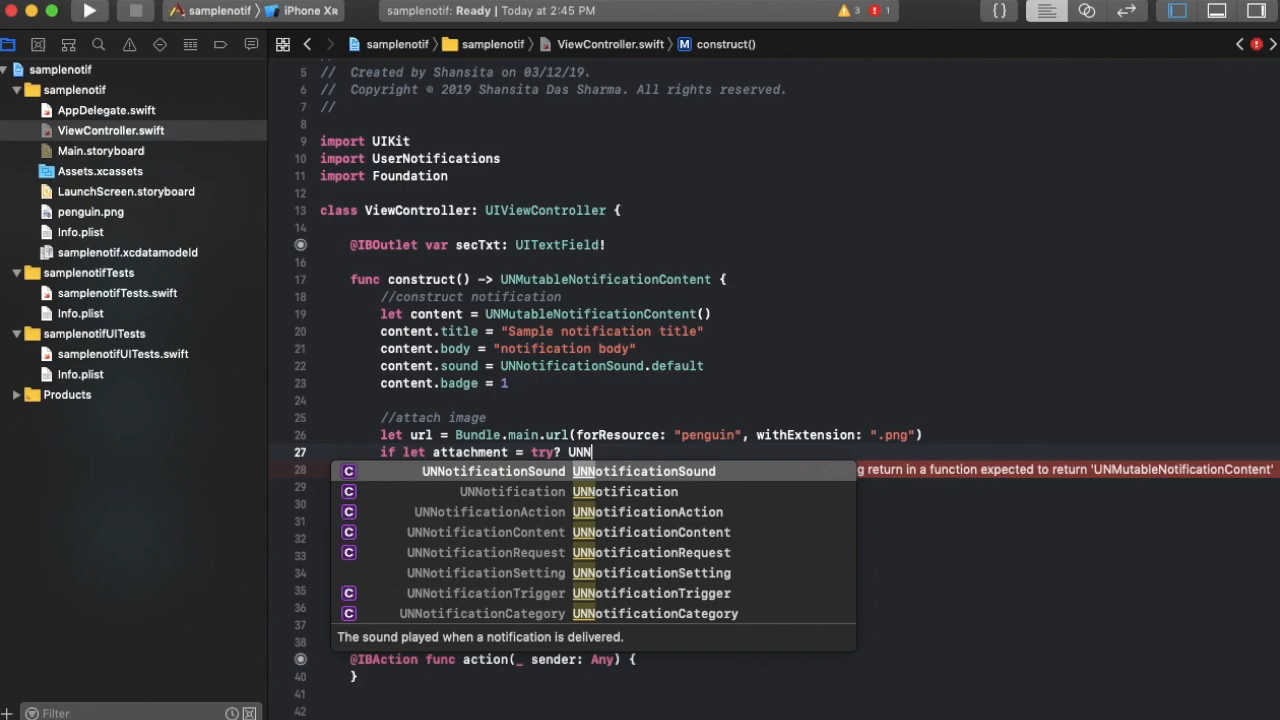 samplenotif iPhone XR
samplenotif: Ready | Today at 2:45 PM
3 1
samplenotif samplenotif ViewController.swift M construct()
samplenotif
samplenotif
AppDelegate.swift
ViewController.swift
Main.storyboard
Assets.xcassets
LaunchScreen.storyboard
penguin.png
Info.plist
samplenotif.xcdatamodeld
samplenotifTests
samplenotifTests.swift
Info.plist
samplenotifUITests
samplenotifUITests.swift
Info.plist
Products
Filter
5 // Created by Shansita on 03/12/19.
6 // Copyright © 2019 Shansita Das Sharma. All rights reserved.
7 //
8
9 import UIKit
10 import UserNotifications
11 import Foundation
12
13 class ViewController: UIViewController {
14
@IBOutlet var secTxt: UITextField!
16
17 func construct() -> UNMutableNotificationContent {
18 //construct notification
19 let content = UNMutableNotificationContent()
20 content.title = "Sample notification title"
21 content.body = "notification body"
22 content.sound = UNNotificationSound.default
23 content.badge = 1
24
25 //attach image
26 let url = Bundle.main.url(forResource: "penguin", withExtension: ".png")
27 if let attachment = try? UNN
28 g return in a function expected to return 'UNMutableNotificationContent'
C UNNotificationSound UNNotificationSound
29
C UNNotification UNNotification
30
C UNNotificationAction UNNotificationAction
31
C UNNotificationContent UNNotificationContent
32
C UNNotificationRequest UNNotificationRequest
33
UNNotificationSetting UNNotificationSetting
34
C UNNotificationTrigger UNNotificationTrigger
35
C UNNotificationCategory UNNotificationCategory
36
37
The sound played when a notification is delivered.
38
@IBAction func action(_ sender: Any) {
40 }
41
42